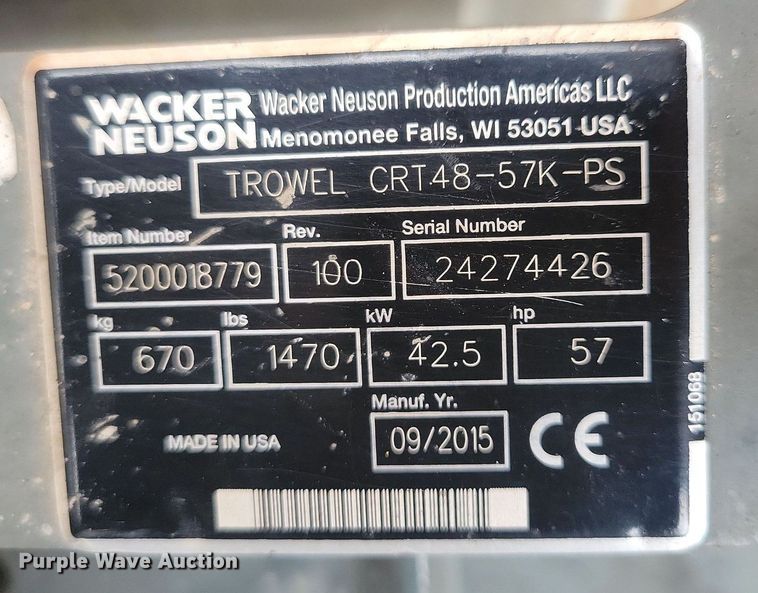 WACKER NEUSON
Wacker Neuson Production Americas LLC
Menomonee Falls, WI 53051 USA
Type/Model TROWEL CRT48-57K-PS
Item Number Rev. Serial Number
5200018779 100 24274426
kg lbs kW hp
670 1470 42.5 57
Manuf. Yr.
MADE IN USA 09/2015 CE
151068
Purple Wave Auction